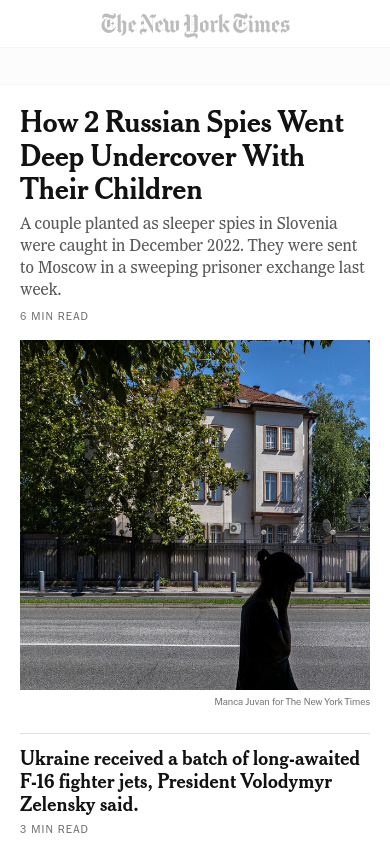 The New York Times
How 2 Russian Spies Went
Deep Undercover With
Their Children
A couple planted as sleeper spies in Slovenia
were caught in December 2022. They were sent
to Moscow in a sweeping prisoner exchange last
week.
6 MIN READ
Manca Juvan for The New York Times
Ukraine received a batch of long-awaited
F-16 fighter jets, President Volodymyr
Zelensky said.
3 MIN READ